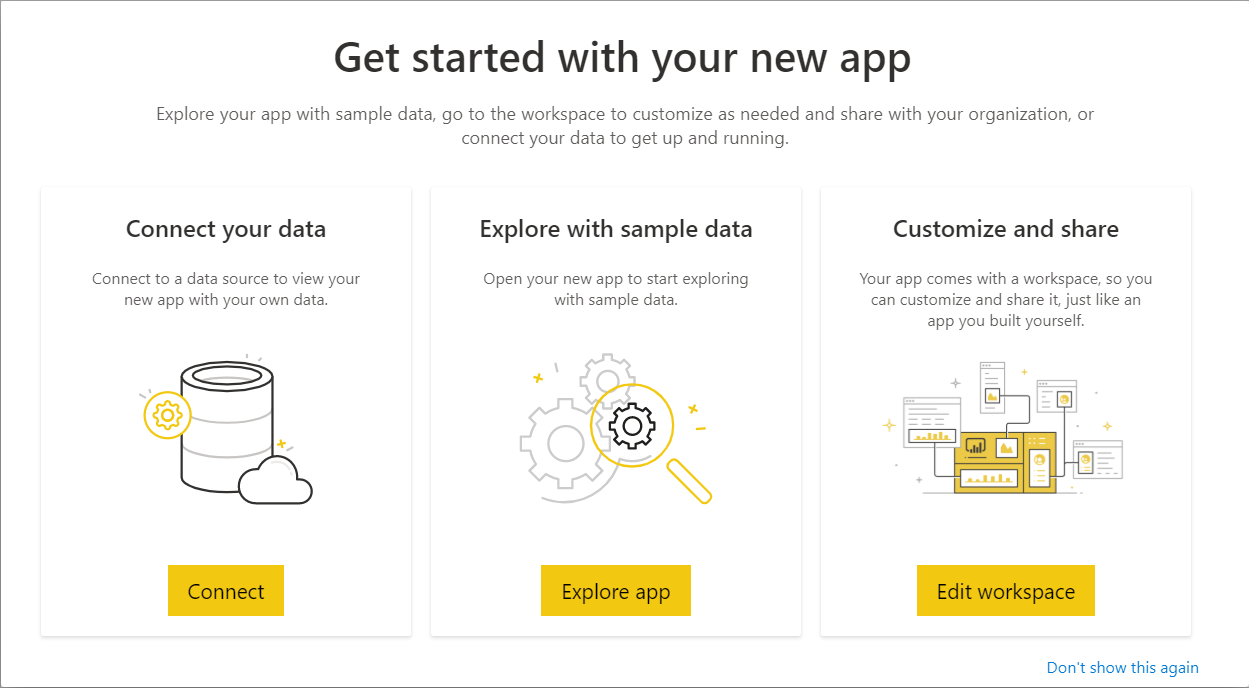 Get started with your new app
Explore your app with sample data, go to the workspace to customize as needed and share with your organization, or
connect your data to get up and running.
Connect your data
Connect to a data source to view your
new app with your own data.
Connect
Explore with sample data
Open your new app to start exploring
with sample data.
Explore app
Customize and share
Your app comes with a workspace, so you
can customize and share it, just like an
app you built yourself.
Edit workspace
Don't show this again